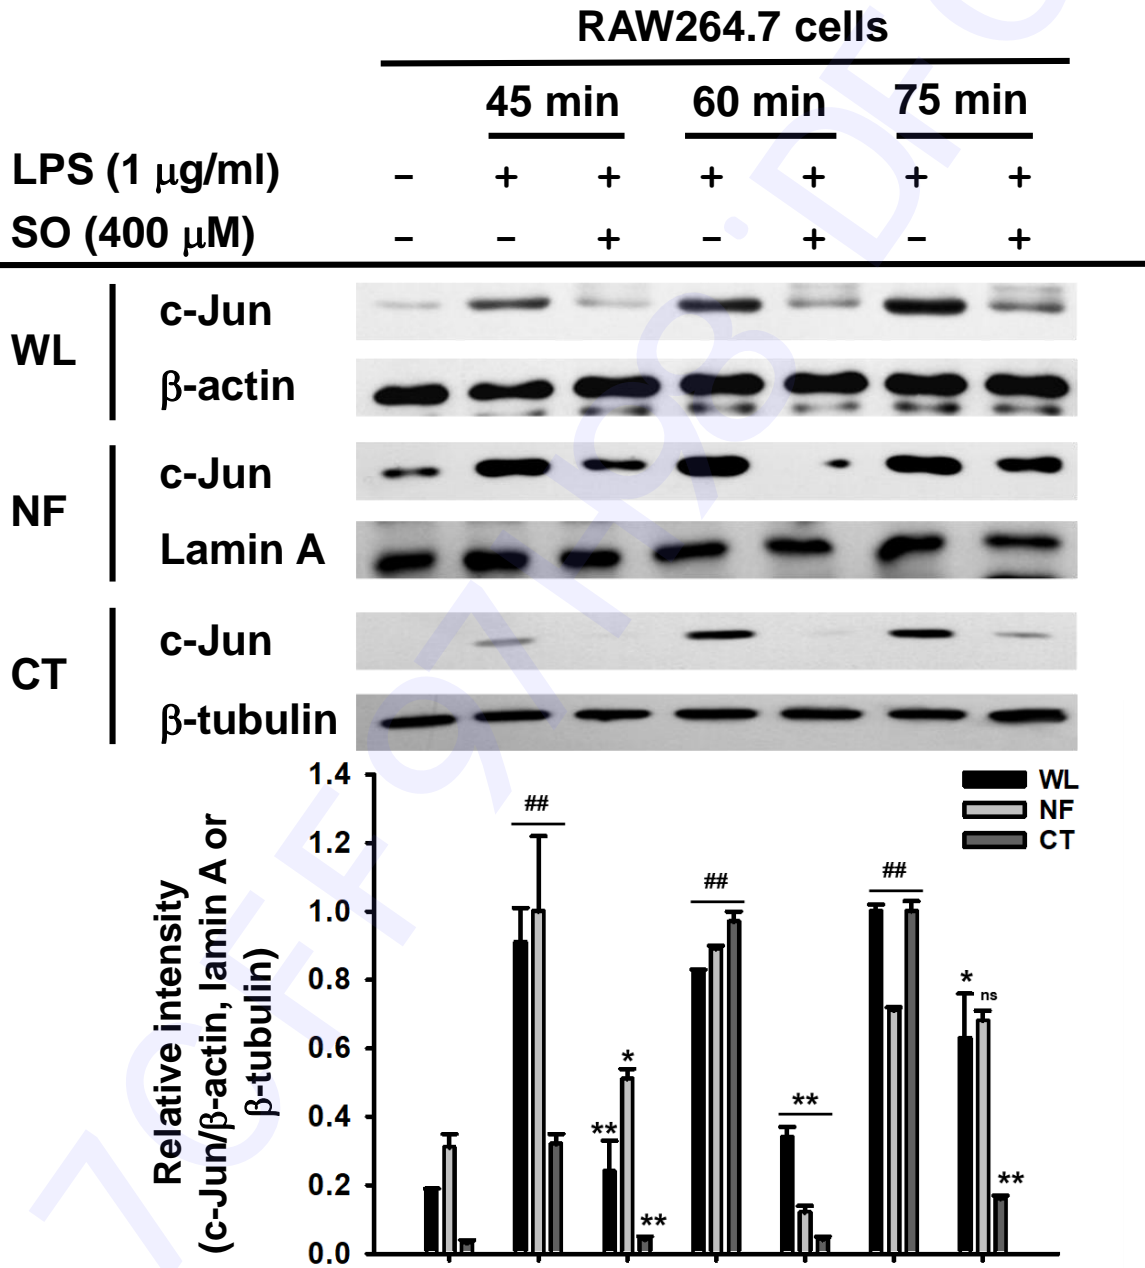 RAW264.7 cells
45 min 60 min 75 min
LPS (1 μg/ml) − + + + + + +
SO (400 μM) − − + − + − +
WL
c-Jun
β-actin
NF
c-Jun
Lamin A
CT
c-Jun
β-tubulin
Relative intensity
(c-Jun/β-actin, lamin A or
β-tubulin)
1.4
1.2
1.0
0.8
0.6
0.4
0.2
0.0
WL
NF
CT
##
** * **
##
**
##
* ns **